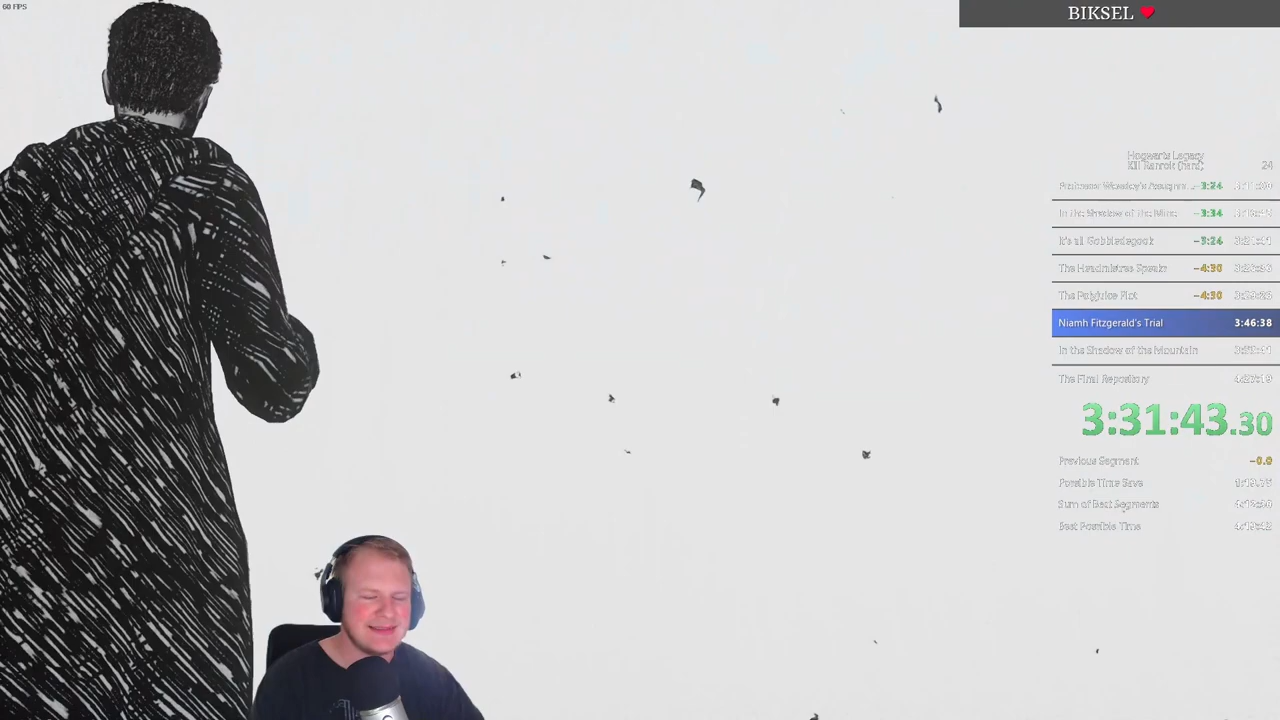 60 FPS
BIKSEL ❤
Hogwarts Legacy
Kill Ranrok (hard) 24
-3:24
In the Shadow of the Mine -3:34
It's all Gobbledegook -3:24
The Headmistress Speaks -4:30
The Polyjuice Plot -4:30
Niamh Fitzgerald's Trial 3:46:38
In the Shadow of the Mountain
The Final Repository
3:31:43.30
Previous Segment -0.0
Possible Time Save
Sum of Best Segments
Best Possible Time